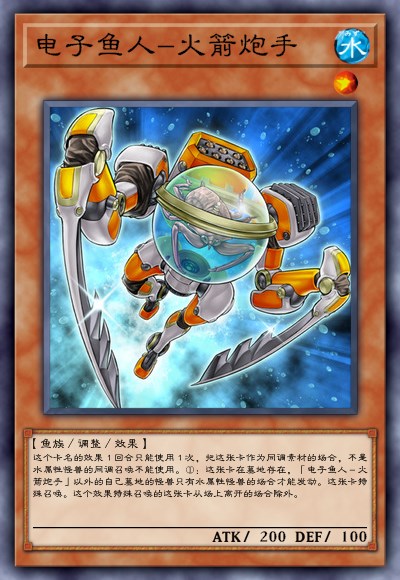 电子鱼人-火箭炮手
水
【鱼族／调整／效果】
这个卡名的效果1回合只能使用1次，把这张卡作为同调素材的场合，不是
水属性怪兽的同调召唤不能使用。①：这张卡在墓地存在，「电子鱼人-火
箭炮手」以外的自己墓地的怪兽只有水属性怪兽的场合才能发动。这张卡特
殊召唤。这个效果特殊召唤的这张卡从场上离开的场合除外。
ATK/ 200 DEF/ 100